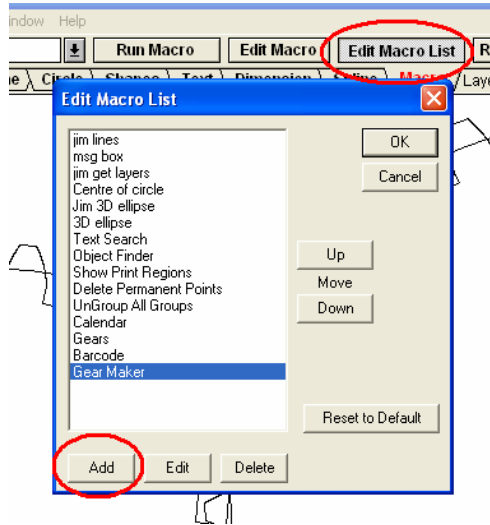 indow Help
Run Macro Edit Macro Edit Macro List R
e Circle Shapes Text Dimension Spline Macro Laye
Edit Macro List
jim lines
msg box
jim get layers
Centre of circle
Jim 3D ellipse
3D ellipse
Text Search
Object Finder
Show Print Regions
Delete Permanent Points
UnGroup All Groups
Calendar
Gears
Barcode
Gear Maker
OK
Cancel
Up
Move
Down
Reset to Default
Add Edit Delete